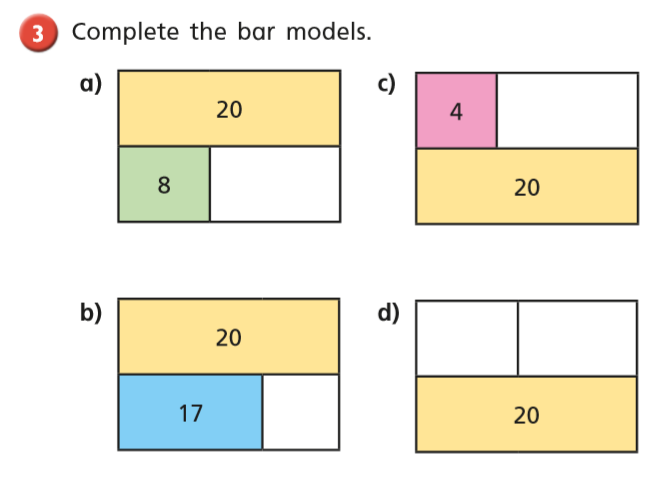 3 Complete the bar models.
a)
20
8
c)
4
20
b)
20
17
d)
20